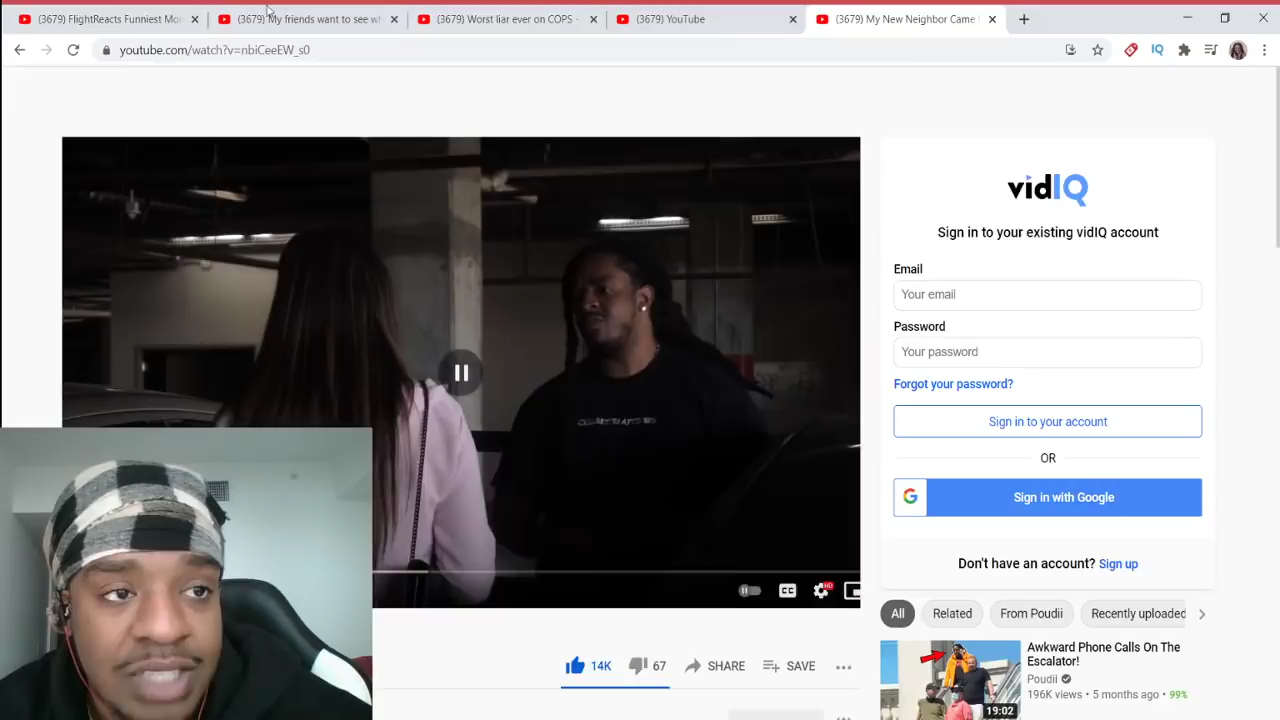 (3679) FlightReacts Funniest Mo
(3679) My friends want to see wh
(3679) Worst liar ever on COPS -
(3679) YouTube
(3679) My New Neighbor Came
youtube.com/watch?v=nbiCeeEW_s0
IQ
vidIQ
Sign in to your existing vidIQ account
Email
Your email
Password
Your password
Forgot your password?
Sign in to your account
OR
G Sign in with Google
Don't have an account? Sign up
CC
HD
All
Related
From Poudii
Recently uploaded
14K
67
SHARE
SAVE
Awkward Phone Calls On The
Escalator!
Poudii
196K views • 5 months ago • 99%
19:02